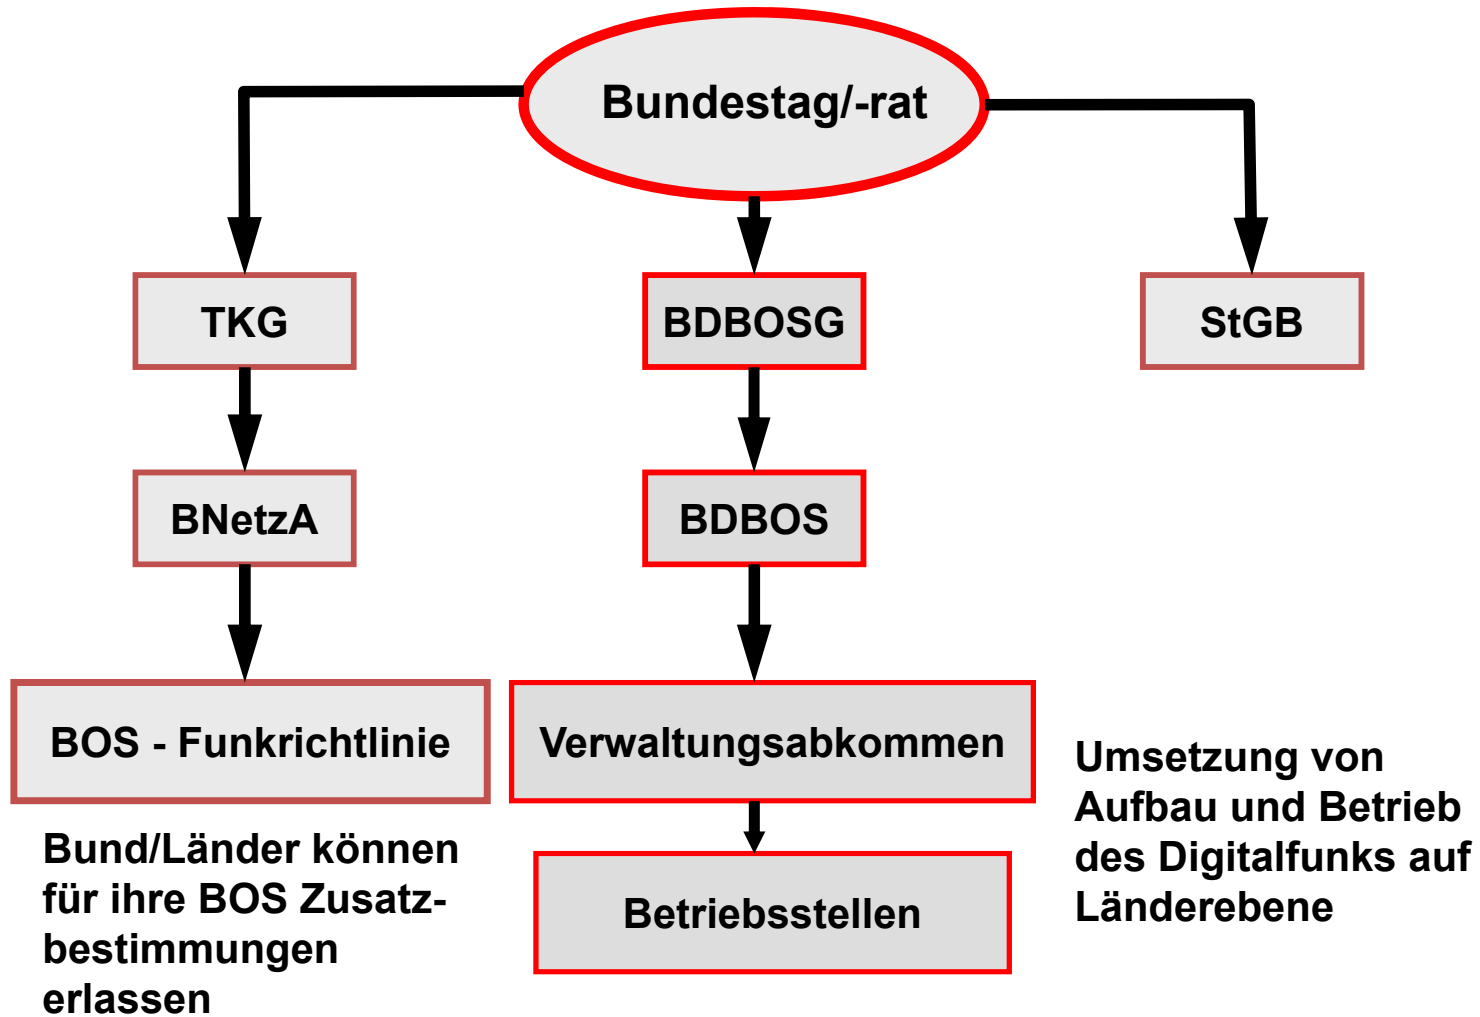 Bundestag/-rat
TKG
BDBOSG
StGB
BNetzA
BDBOS
BOS - Funkrichtlinie
Verwaltungsabkommen
Umsetzung von
Aufbau und Betrieb
des Digitalfunks auf
Länderebene
Bund/Länder können
für ihre BOS Zusatz-
bestimmungen
erlassen
Betriebsstellen